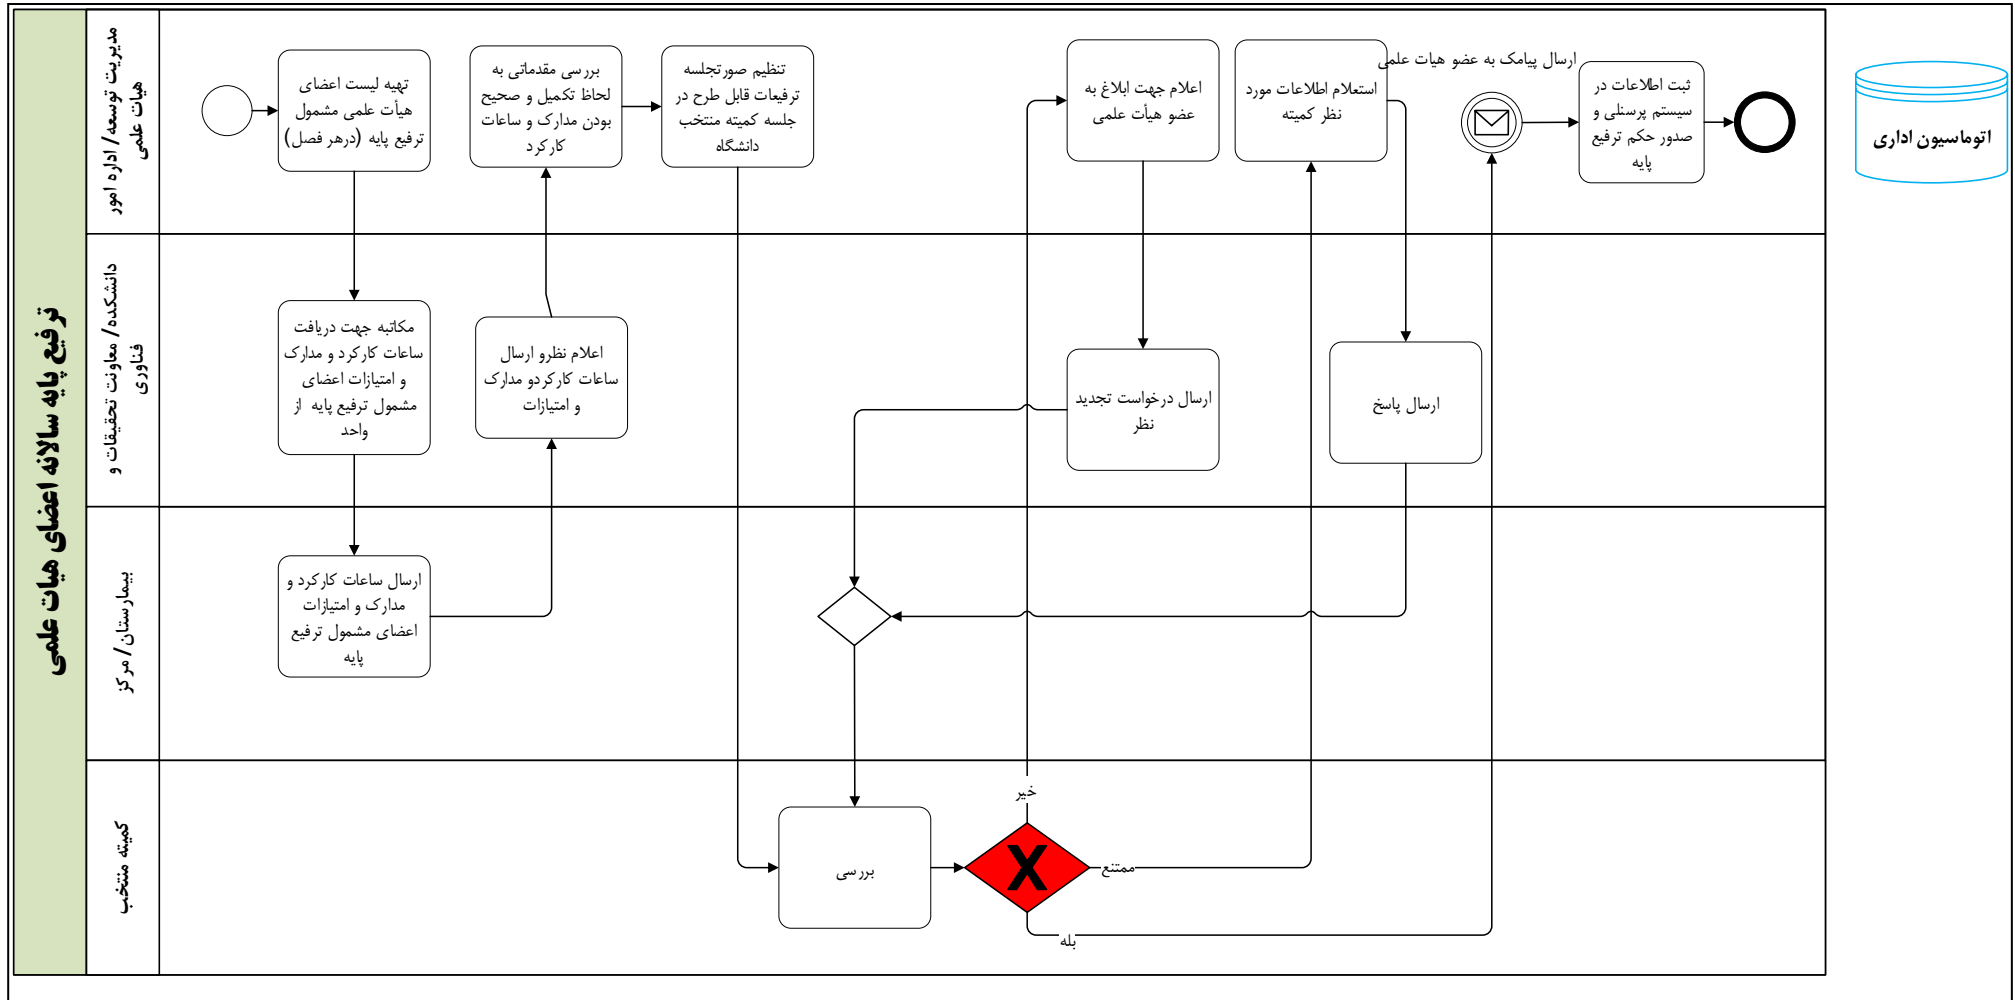 ترفیع پایه سالانه اعضای هیات علمی
مدیریت توسعه/ اداره امور
هیات علمی
تهیه لیست اعضای
هیأت علمی مشمول
ترفیع پایه (درهر فصل)
بررسی مقدماتی به
لحاظ تکمیل و صحیح
بودن مدارک و ساعات
کارکرد
تنظیم صورتجلسه
ترفیعات قابل طرح در
جلسه کمیته منتخب
دانشگاه
اعلام جهت ابلاغ به
عضو هیأت علمی
استعلام اطلاعات مورد
نظر کمیته
ارسال پیامک به عضو هیات علمی
ثبت اطلاعات در
سیستم پرسنلی و
صدور حکم ترفیع
پایه
اتوماسیون اداری
دانشکده/ معاونت تحقیقات و
فناوری
مکاتبه جهت دریافت
ساعات کارکرد و مدارک
و امتیازات اعضای
مشمول ترفیع پایه از
واحد
اعلام نظرو ارسال
ساعات کارکردو مدارک
و امتیازات
ارسال درخواست تجدید
نظر
ارسال پاسخ
بیمارستان/ مرکز
ارسال ساعات کارکرد و
مدارک و امتیازات
اعضای مشمول ترفیع
پایه
کمیته منتخب
بررسی
X
خیر
ممتنع
بله